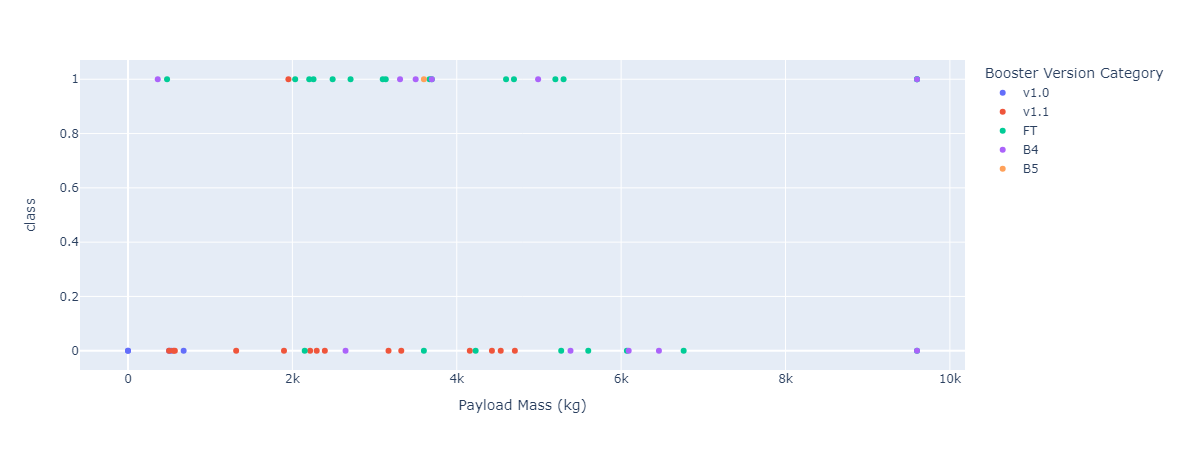 Booster Version Category
v1.0
v1.1
FT
B4
B5
class
1
0.8
0.6
0.4
0.2
0
0 2k 4k 6k 8k 10k
Payload Mass (kg)